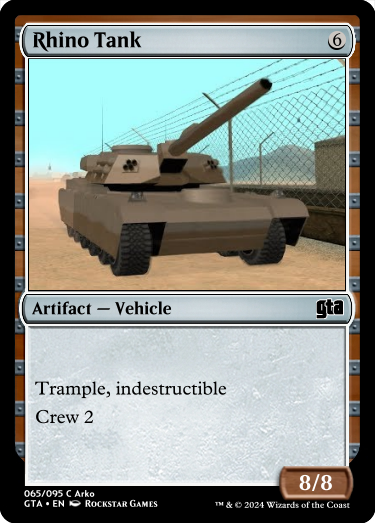 Rhino Tank 6
Artifact — Vehicle gta
Trample, indestructible
Crew 2
8/8
065/095 C Arko
GTA • EN Rockstar Games ™ & © 2024 Wizards of the Coast